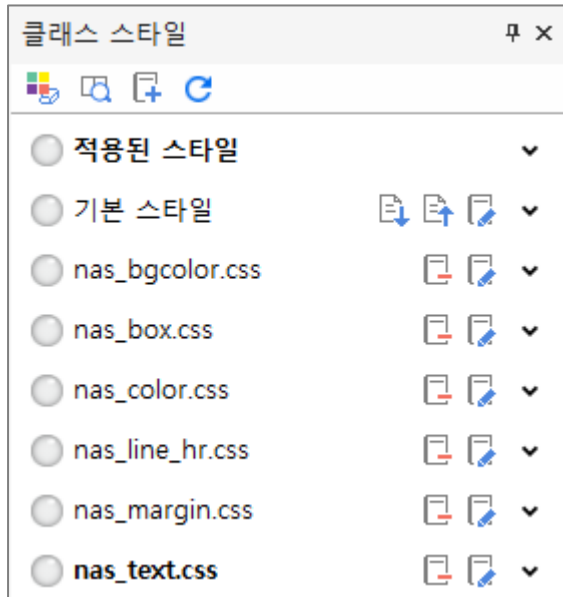 클래스 스타일
적용된 스타일
기본 스타일
nas_bgcolor.css
nas_box.css
nas_color.css
nas_line_hr.css
nas_margin.css
nas_text.css